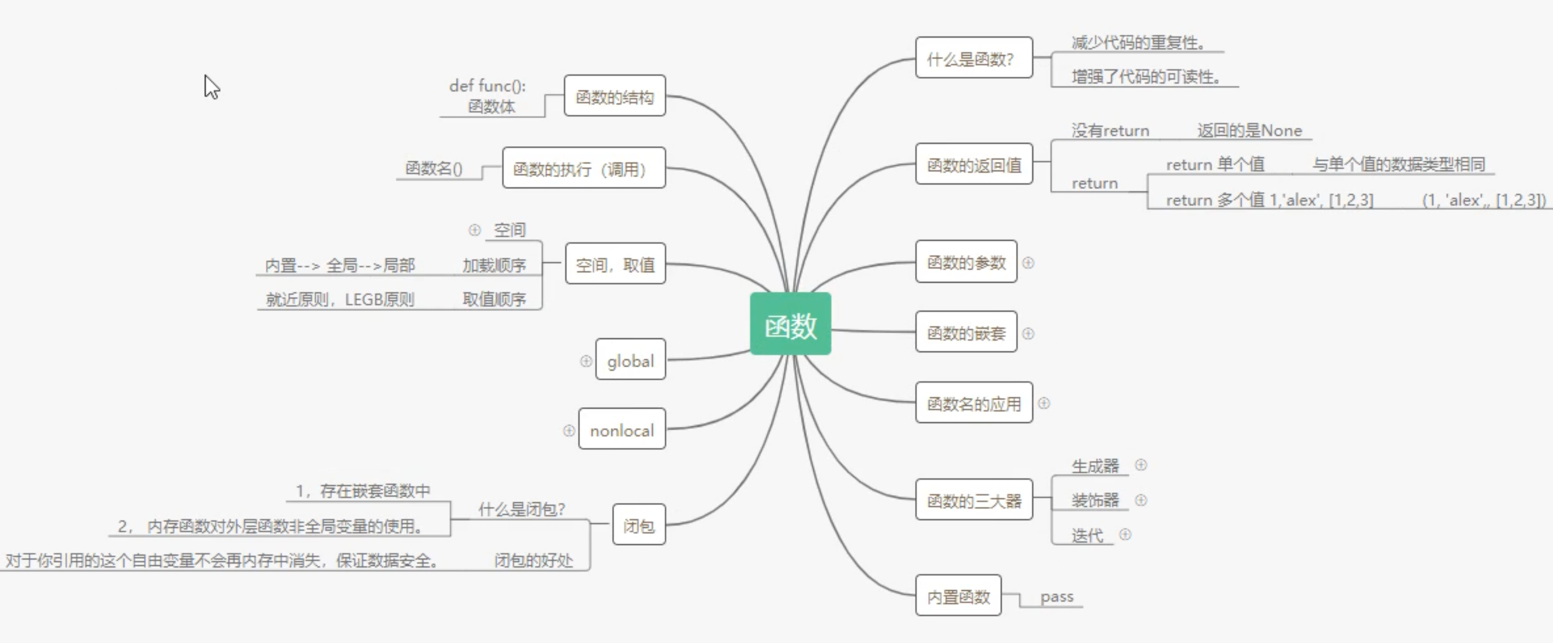 函数
什么是函数？
减少代码的重复性。
增强了代码的可读性。
函数的返回值
没有return 返回的是None
return
return 单个值 与单个值的数据类型相同
return 多个值 1,'alex', [1,2,3] (1, 'alex',, [1,2,3])
函数的参数
函数的嵌套
函数名的应用
函数的三大器
生成器
装饰器
迭代
内置函数
pass
函数的结构
def func():
函数体
函数的执行（调用）
函数名()
空间，取值
空间
内置--> 全局-->局部 加载顺序
就近原则，LEGB原则 取值顺序
global
nonlocal
闭包
什么是闭包？
1，存在嵌套函数中
2， 内存函数对外层函数非全局变量的使用。
对于你引用的这个自由变量不会再内存中消失，保证数据安全。 闭包的好处